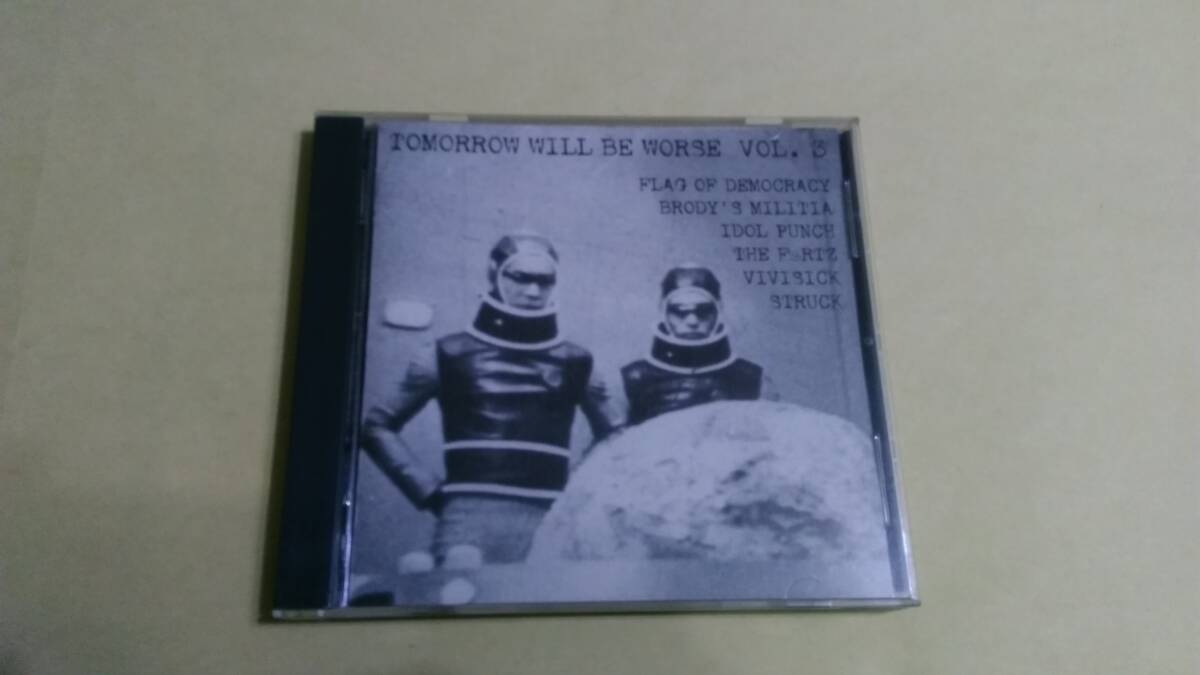 TOMORROW WILL BE WORSE VOL. 3
FLAG OF DEMOCRACY
BRODY'S MILITIA
IDOL PUNCH
THE FaRTZ
VIVISICK
STRUCK